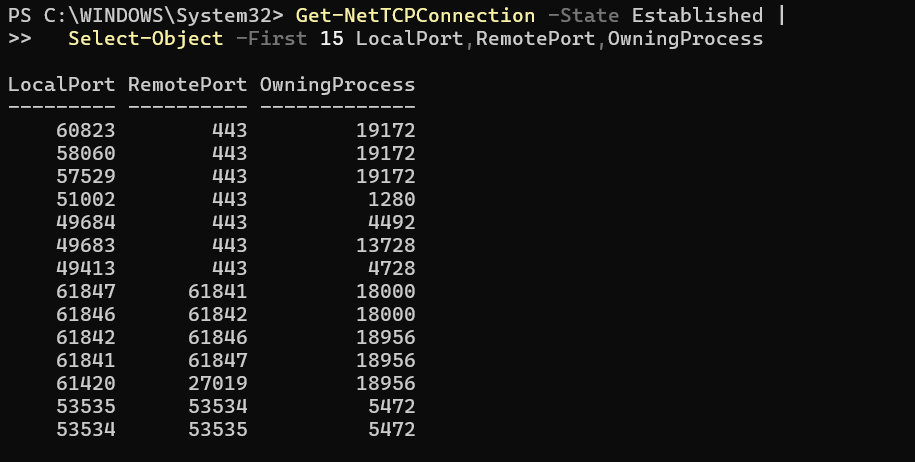 PS C:\WINDOWS\System32> Get-NetTCPConnection -State Established |
>>   Select-Object -First 15 LocalPort,RemotePort,OwningProcess

LocalPort RemotePort OwningProcess
--------- ---------- -------------
    60823        443         19172
    58060        443         19172
    57529        443         19172
    51002        443          1280
    49684        443          4492
    49683        443         13728
    49413        443          4728
    61847      61841         18000
    61846      61842         18000
    61842      61846         18956
    61841      61847         18956
    61420      27019         18956
    53535      53534          5472
    53534      53535          5472